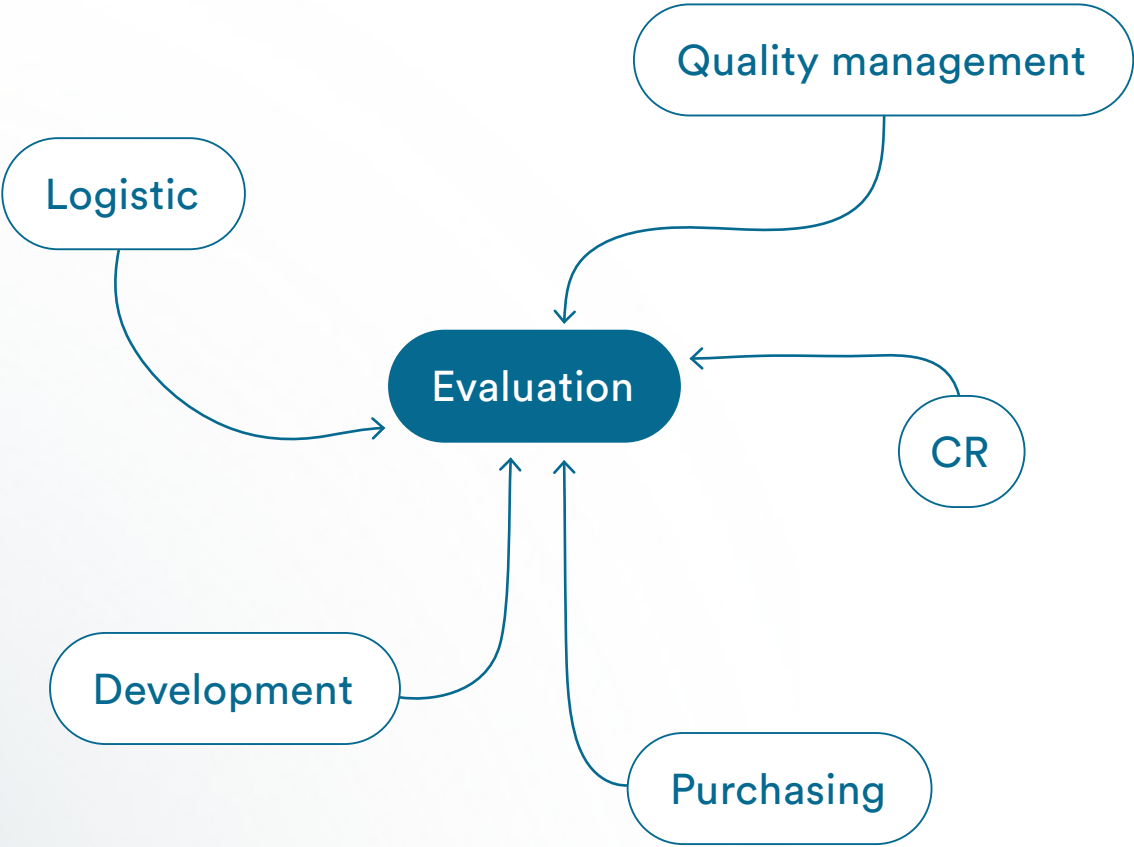 Quality management
Logistic
Evaluation
CR
Development
Purchasing